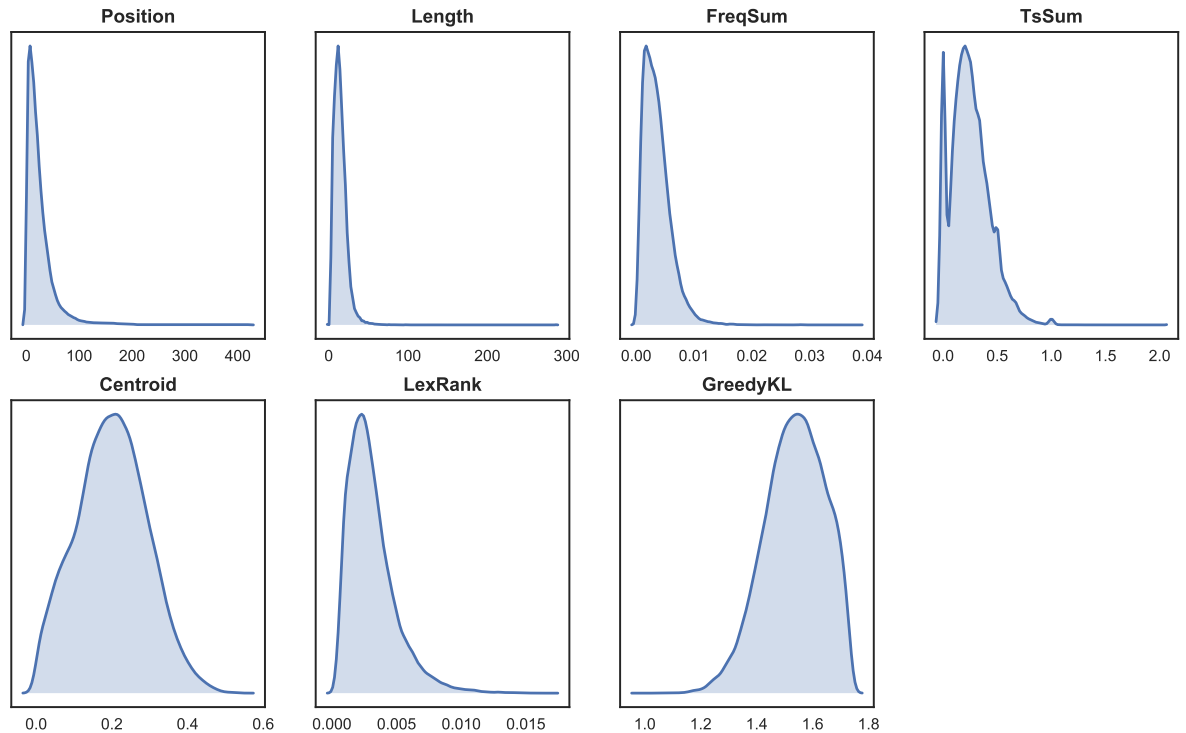 Position
Length
FreqSum
TsSum
0 100 200 300 400
0 100 200 300
0.00 0.01 0.02 0.03 0.04
0.0 0.5 1.0 1.5 2.0
Centroid
LexRank
GreedyKL
0.0 0.2 0.4 0.6
0.000 0.005 0.010 0.015
1.0 1.2 1.4 1.6 1.8